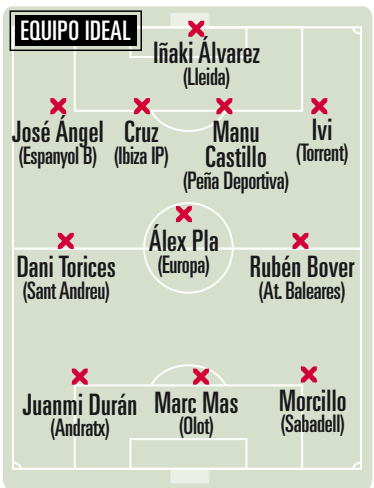 EQUIPO IDEAL
Iñaki Álvarez
(Lleida)
José Ángel
(Espanyol B)
Cruz
(Ibiza IP)
Manu
Castillo
(Peña Deportiva)
Ivi
(Torrent)
Álex Pla
(Europa)
Dani Torices
(Sant Andreu)
Rubén Bover
(At. Baleares)
Juanmi Durán
(Andratx)
Marc Mas
(Olot)
Morcillo
(Sabadell)